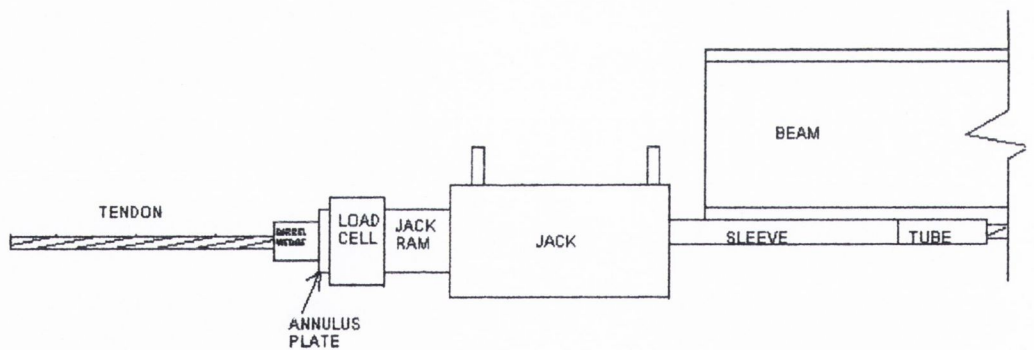 BEAM
TENDON
BARREL
WEDGE
LOAD
CELL
JACK
RAM
JACK
SLEEVE
TUBE
ANNULUS
PLATE